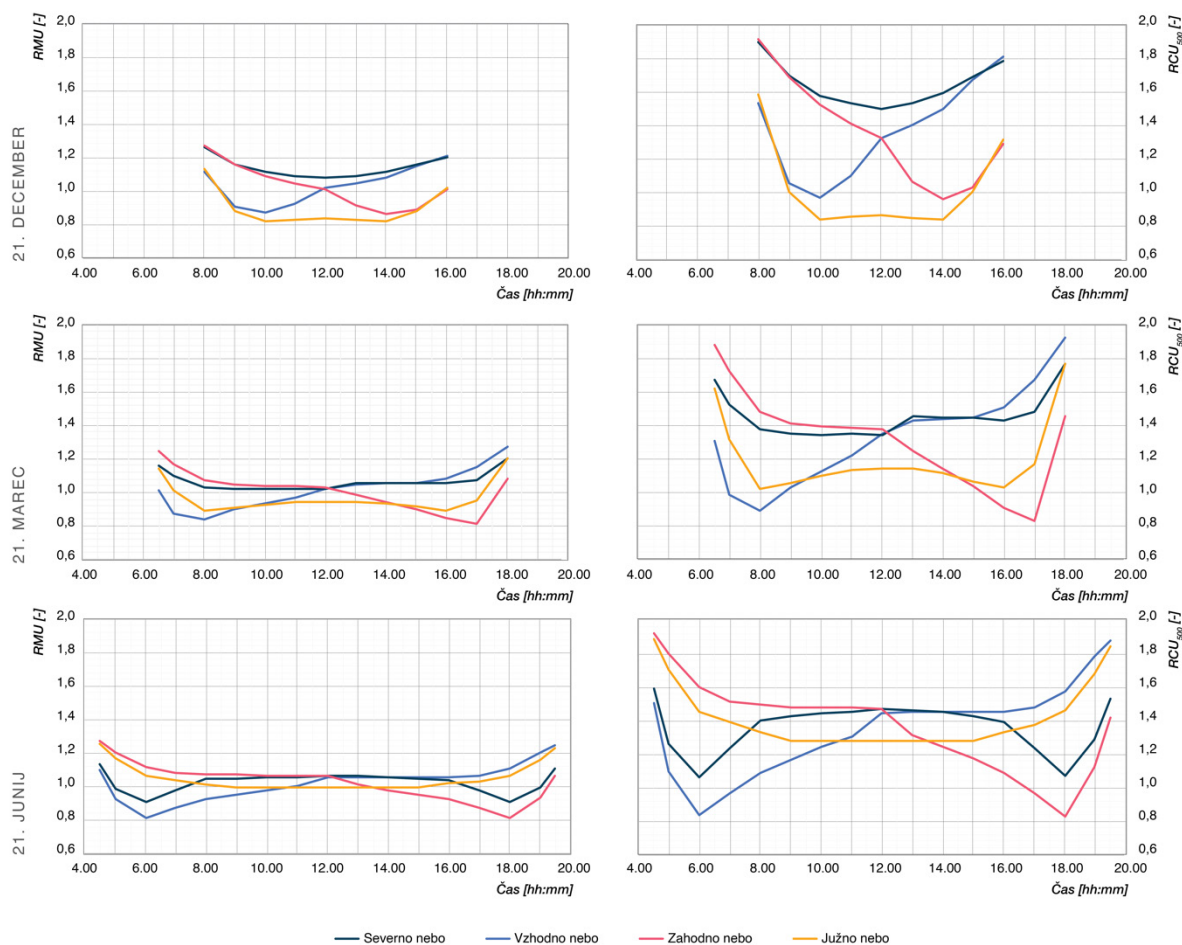 21. DECEMBER
RMU [-]
2,0
1,8
1,6
1,4
1,2
1,0
0,8
0,6
4.00 6.00 8.00 10.00 12.00 14.00 16.00 18.00 20.00
Čas [hh:mm]
RCU500 [-]
2,0
1,8
1,6
1,4
1,2
1,0
0,8
0,6
4.00 6.00 8.00 10.00 12.00 14.00 16.00 18.00 20.00
Čas [hh:mm]
21. MAREC
RMU [-]
2,0
1,8
1,6
1,4
1,2
1,0
0,8
0,6
4.00 6.00 8.00 10.00 12.00 14.00 16.00 18.00 20.00
Čas [hh:mm]
RCU500 [-]
2,0
1,8
1,6
1,4
1,2
1,0
0,8
0,6
4.00 6.00 8.00 10.00 12.00 14.00 16.00 18.00 20.00
Čas [hh:mm]
21. JUNIJ
RMU [-]
2,0
1,8
1,6
1,4
1,2
1,0
0,8
0,6
4.00 6.00 8.00 10.00 12.00 14.00 16.00 18.00 20.00
Čas [hh:mm]
RCU500 [-]
2,0
1,8
1,6
1,4
1,2
1,0
0,8
0,6
4.00 6.00 8.00 10.00 12.00 14.00 16.00 18.00 20.00
Čas [hh:mm]
Severno nebo Vzhodno nebo Zahodno nebo Južno nebo